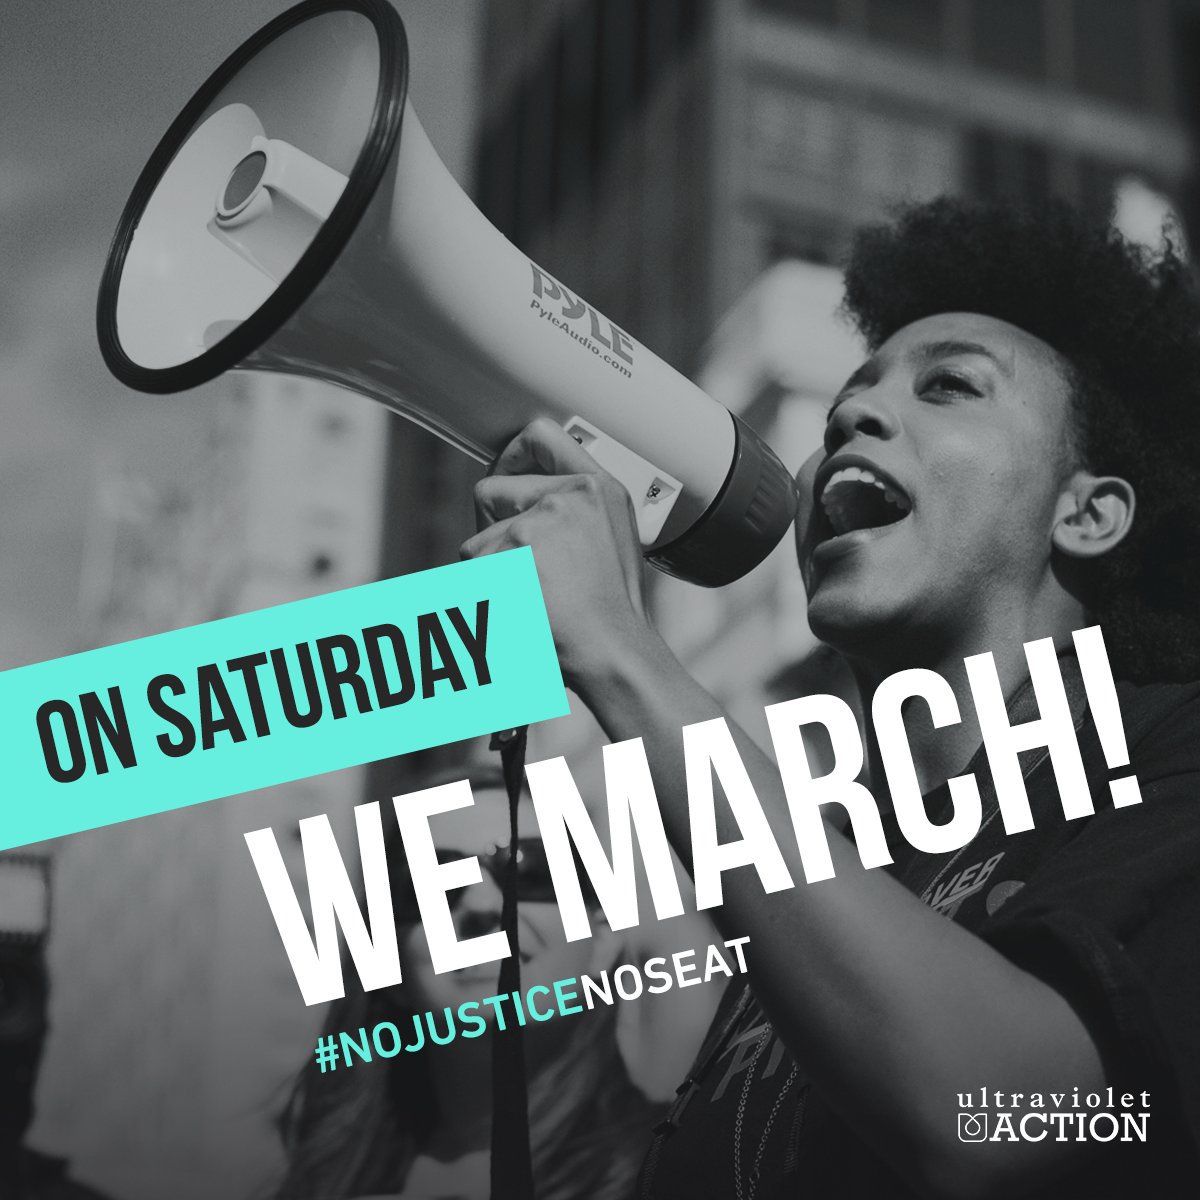 PYLE
PyleAudio.com
ON SATURDAY
WE MARCH!
#NOJUSTICENOSEAT
ultraviolet
ACTION